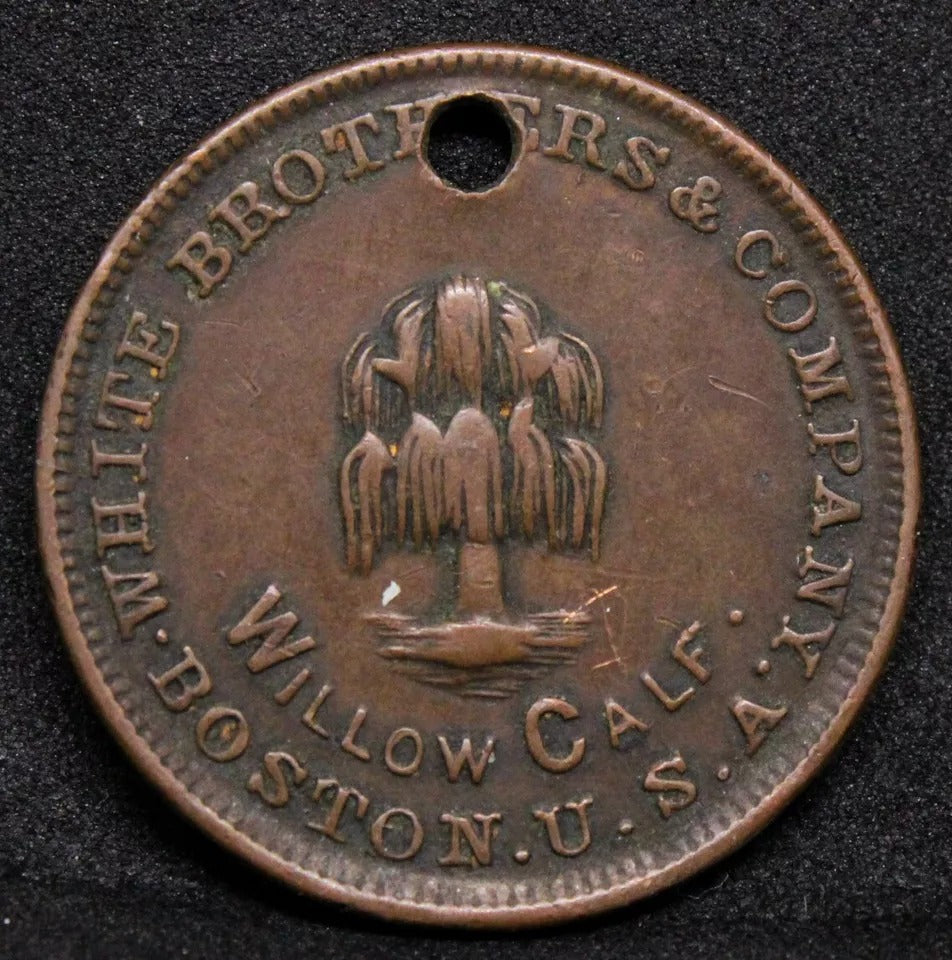 WHITE BROTHERS & COMPANY.
WILLOW CALF.
BOSTON. U. S. A.